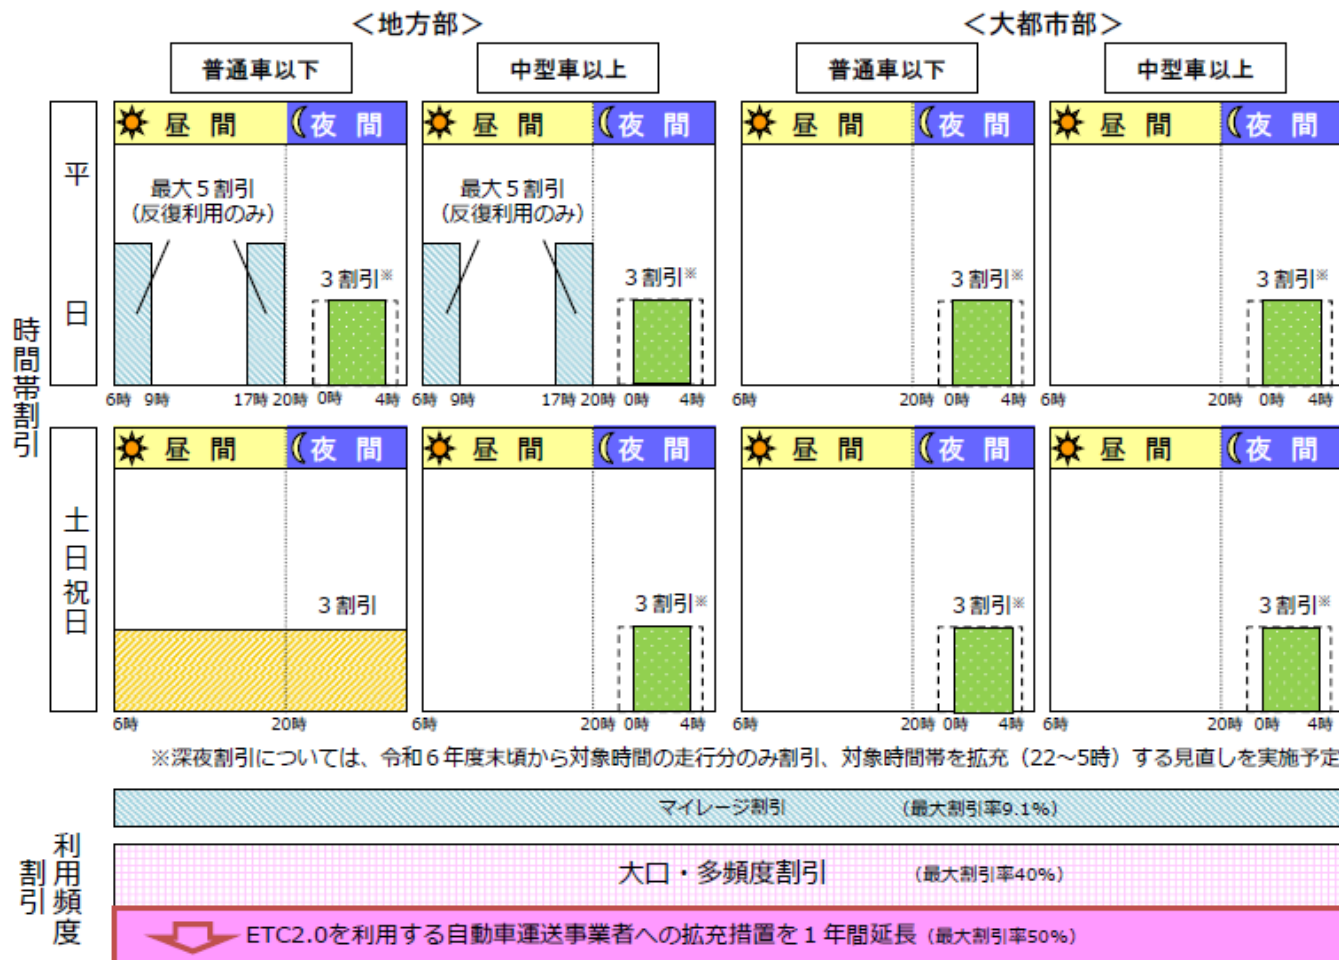 <地方部>
<大都市部>
普通車以下
中型車以上
普通車以下
中型車以上
時間帯割引
平日
昼間
夜間
昼間
夜間
昼間
夜間
昼間
夜間
最大5割引
(反復利用のみ)
最大5割引
(反復利用のみ)
3割引※
3割引※
3割引※
3割引※
6時 9時 17時 20時 0時 4時
6時 9時 17時 20時 0時 4時
6時 20時 0時 4時
6時 20時 0時 4時
土日祝日
昼間
夜間
昼間
夜間
昼間
夜間
昼間
夜間
3割引
3割引※
3割引※
3割引※
6時 20時
6時 20時 0時 4時
6時 20時 0時 4時
6時 20時 0時 4時
※深夜割引については、令和6年度末頃から対象時間の走行分のみ割引、対象時間帯を拡充(22~5時)する見直しを実施予定
利用頻度割引
マイレージ割引 (最大割引率9.1%)
大口・多頻度割引 (最大割引率40%)
ETC2.0を利用する自動車運送事業者への拡充措置を1年間延長 (最大割引率50%)